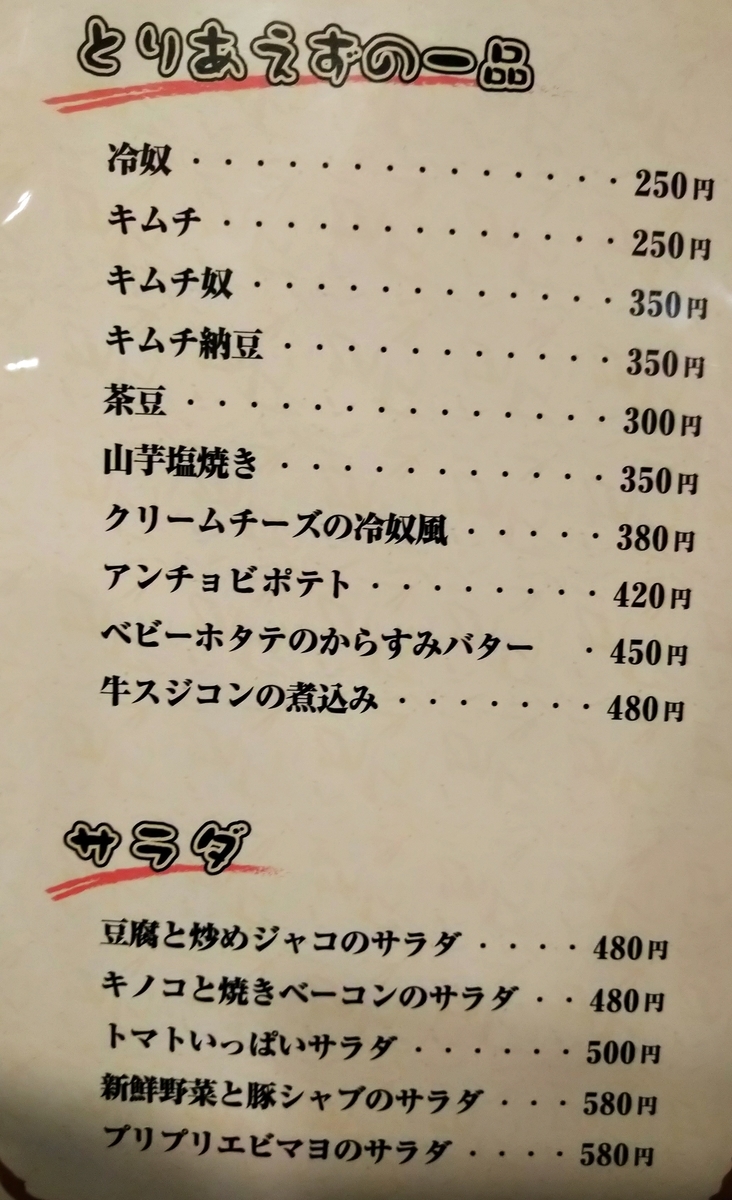 とりあえずの一品
冷奴 ・・・・・・・・・・・・・・ 250円
キムチ ・・・・・・・・・・・・・ 250円
キムチ奴 ・・・・・・・・・・・・ 350円
キムチ納豆 ・・・・・・・・・・・ 350円
茶豆 ・・・・・・・・・・・・・・ 300円
山芋塩焼き ・・・・・・・・・・・ 350円
クリームチーズの冷奴風 ・・・・・ 380円
アンチョビポテト ・・・・・・・・ 420円
ベビーホタテのからすみバター ・ 450円
牛スジコンの煮込み ・・・・・・・ 480円
サラダ
豆腐と炒めジャコのサラダ ・・・・ 480円
キノコと焼きベーコンのサラダ ・・ 480円
トマトいっぱいサラダ ・・・・・・ 500円
新鮮野菜と豚シャブのサラダ ・・・ 580円
プリプリエビマヨのサラダ ・・・・ 580円